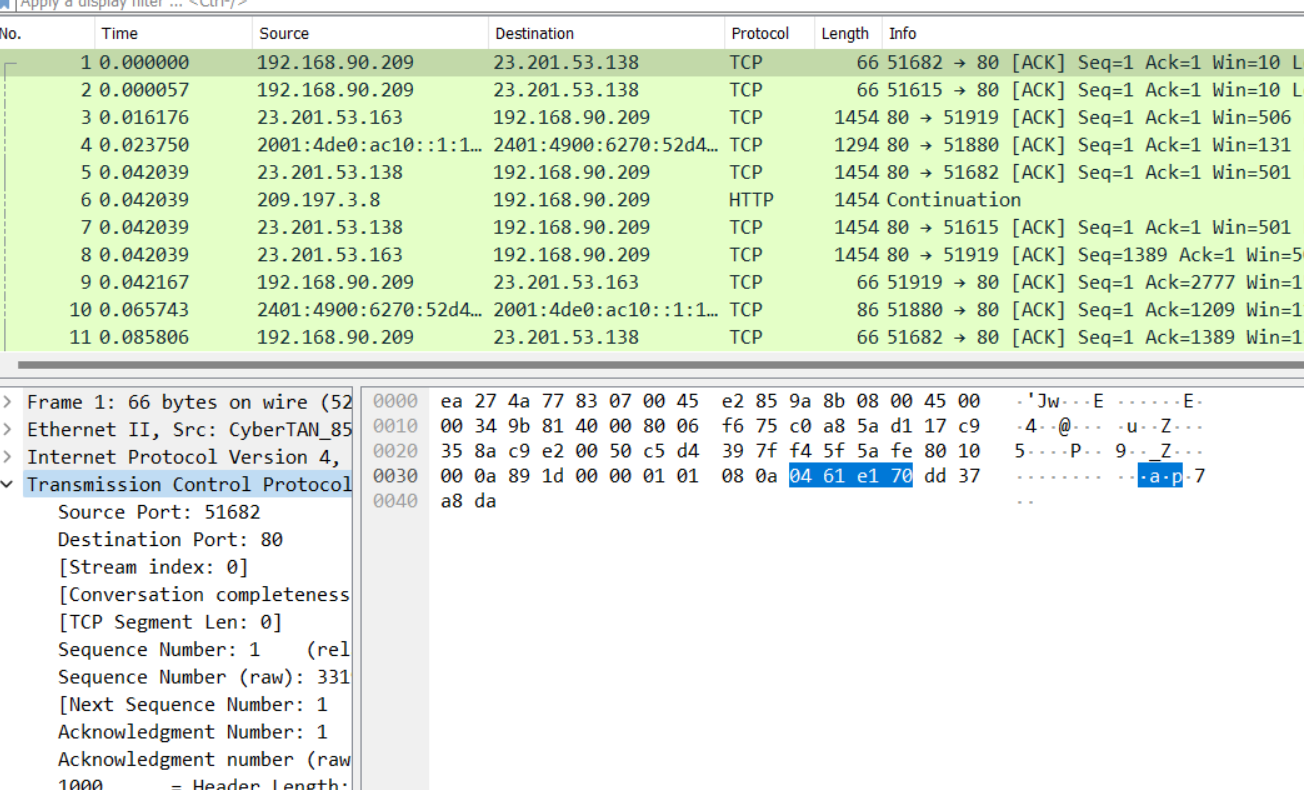 Apply a display filter ... <Ctrl-/>
No. Time Source Destination Protocol Length Info
1 0.000000 192.168.90.209 23.201.53.138 TCP 66 51682 → 80 [ACK] Seq=1 Ack=1 Win=10 L
2 0.000057 192.168.90.209 23.201.53.138 TCP 66 51615 → 80 [ACK] Seq=1 Ack=1 Win=10 L
3 0.016176 23.201.53.163 192.168.90.209 TCP 1454 80 → 51919 [ACK] Seq=1 Ack=1 Win=506
4 0.023750 2001:4de0:ac10::1:1… 2401:4900:6270:52d4… TCP 1294 80 → 51880 [ACK] Seq=1 Ack=1 Win=131
5 0.042039 23.201.53.138 192.168.90.209 TCP 1454 80 → 51682 [ACK] Seq=1 Ack=1 Win=501
6 0.042039 209.197.3.8 192.168.90.209 HTTP 1454 Continuation
7 0.042039 23.201.53.138 192.168.90.209 TCP 1454 80 → 51615 [ACK] Seq=1 Ack=1 Win=501
8 0.042039 23.201.53.163 192.168.90.209 TCP 1454 80 → 51919 [ACK] Seq=1389 Ack=1 Win=5
9 0.042167 192.168.90.209 23.201.53.163 TCP 66 51919 → 80 [ACK] Seq=1 Ack=2777 Win=1
10 0.065743 2401:4900:6270:52d4… 2001:4de0:ac10::1:1… TCP 86 51880 → 80 [ACK] Seq=1 Ack=1209 Win=1
11 0.085806 192.168.90.209 23.201.53.138 TCP 66 51682 → 80 [ACK] Seq=1 Ack=1389 Win=1
Frame 1: 66 bytes on wire (52
Ethernet II, Src: CyberTAN_85
Internet Protocol Version 4,
Transmission Control Protocol
Source Port: 51682
Destination Port: 80
[Stream index: 0]
[Conversation completeness
[TCP Segment Len: 0]
Sequence Number: 1 (rel
Sequence Number (raw): 331
[Next Sequence Number: 1
Acknowledgment Number: 1
Acknowledgment number (raw
1000 .... = Header Length:
0000 ea 27 4a 77 83 07 00 45 e2 85 9a 8b 08 00 45 00 ·'Jw···E ······E·
0010 00 34 9b 81 40 00 80 06 f6 75 c0 a8 5a d1 17 c9 ·4··@··· ·u··Z···
0020 35 8a c9 e2 00 50 c5 d4 39 7f f4 5f 5a fe 80 10 5····P·· 9··_Z···
0030 00 0a 89 1d 00 00 01 01 08 0a 04 61 e1 70 dd 37 ········ ···a·p·7
0040 a8 da ··